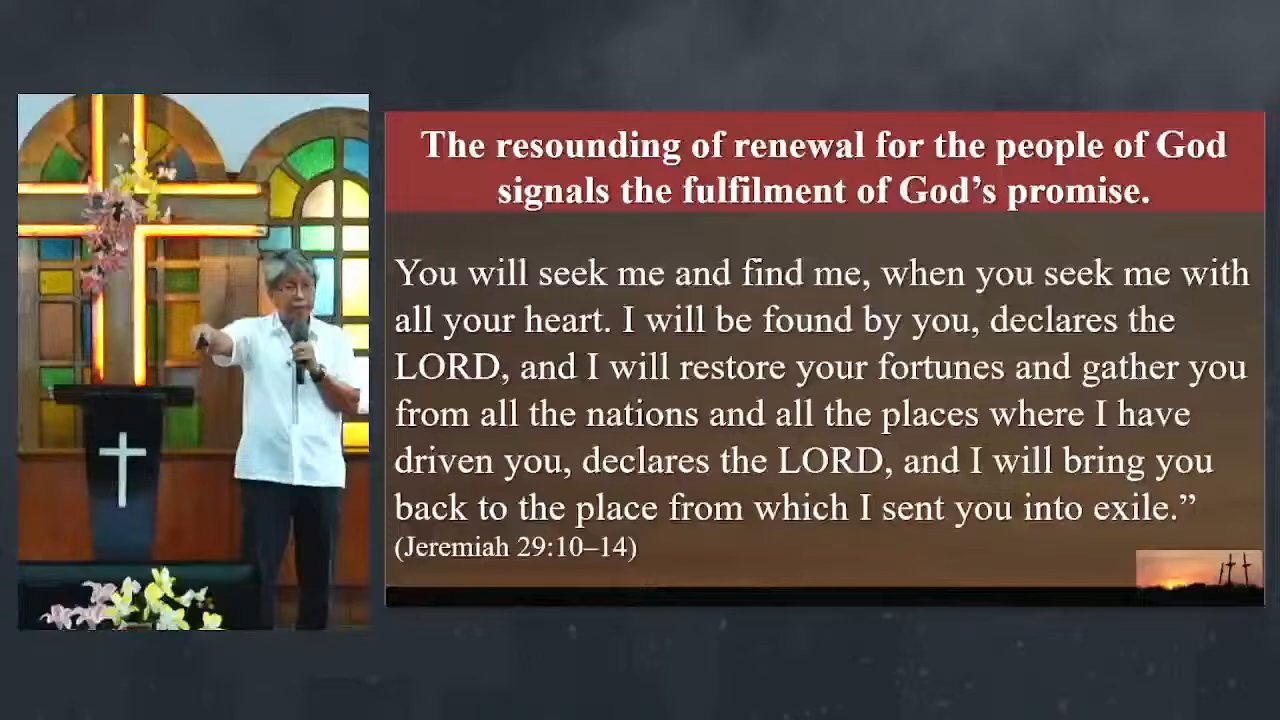 The resounding of renewal for the people of God
signals the fulfilment of God’s promise.
You will seek me and find me, when you seek me with
all your heart. I will be found by you, declares the
LORD, and I will restore your fortunes and gather you
from all the nations and all the places where I have
driven you, declares the LORD, and I will bring you
back to the place from which I sent you into exile.”
(Jeremiah 29:10–14)